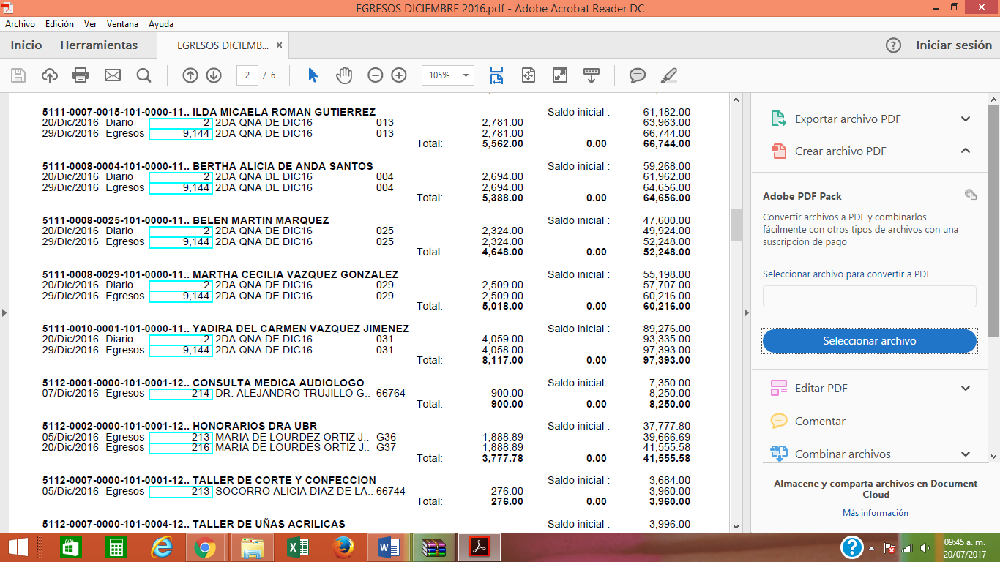 EGRESOS DICIEMBRE 2016.pdf - Adobe Acrobat Reader DC
Archivo Edición Ver Ventana Ayuda
Inicio Herramientas EGRESOS DICIEMB... × Iniciar sesión
2 / 6 105%
5111-0007-0015-101-0000-11.. ILDA MICAELA ROMAN GUTIERREZ Saldo inicial : 61,182.00
20/Dic/2016 Diario 2 2DA QNA DE DIC16 013 2,781.00 63,963.00
29/Dic/2016 Egresos 9,144 2DA QNA DE DIC16 013 2,781.00 66,744.00
Total: 5,562.00 0.00 66,744.00
5111-0008-0004-101-0000-11.. BERTHA ALICIA DE ANDA SANTOS Saldo inicial : 59,268.00
20/Dic/2016 Diario 2 2DA QNA DE DIC16 004 2,694.00 61,962.00
29/Dic/2016 Egresos 9,144 2DA QNA DE DIC16 004 2,694.00 64,656.00
Total: 5,388.00 0.00 64,656.00
5111-0008-0025-101-0000-11.. BELEN MARTIN MARQUEZ Saldo inicial : 47,600.00
20/Dic/2016 Diario 2 2DA QNA DE DIC16 025 2,324.00 49,924.00
29/Dic/2016 Egresos 9,144 2DA QNA DE DIC16 025 2,324.00 52,248.00
Total: 4,648.00 0.00 52,248.00
5111-0008-0029-101-0000-11.. MARTHA CECILIA VAZQUEZ GONZALEZ Saldo inicial : 55,198.00
20/Dic/2016 Diario 2 2DA QNA DE DIC16 029 2,509.00 57,707.00
29/Dic/2016 Egresos 9,144 2DA QNA DE DIC16 029 2,509.00 60,216.00
Total: 5,018.00 0.00 60,216.00
5111-0010-0001-101-0000-11.. YADIRA DEL CARMEN VAZQUEZ JIMENEZ Saldo inicial : 89,276.00
20/Dic/2016 Diario 2 2DA QNA DE DIC16 031 4,059.00 93,335.00
29/Dic/2016 Egresos 9,144 2DA QNA DE DIC16 031 4,058.00 97,393.00
Total: 8,117.00 0.00 97,393.00
5112-0001-0000-101-0001-12.. CONSULTA MEDICA AUDIOLOGO Saldo inicial : 7,350.00
07/Dic/2016 Egresos 214 DR. ALEJANDRO TRUJILLO G.. 66764 900.00 8,250.00
Total: 900.00 0.00 8,250.00
5112-0002-0000-101-0001-12.. HONORARIOS DRA UBR Saldo inicial : 37,777.80
05/Dic/2016 Egresos 213 MARIA DE LOURDEZ ORTIZ J.. G36 1,888.89 39,666.69
20/Dic/2016 Egresos 216 MARIA DE LOURDES ORTIZ J.. G37 1,888.89 41,555.58
Total: 3,777.78 0.00 41,555.58
5112-0007-0000-101-0001-12.. TALLER DE CORTE Y CONFECCION Saldo inicial : 3,684.00
05/Dic/2016 Egresos 213 SOCORRO ALICIA DIAZ DE LA.. 66744 276.00 3,960.00
Total: 276.00 0.00 3,960.00
5112-0007-0000-101-0004-12.. TALLER DE UÑAS ACRILICAS Saldo inicial : 3,996.00
Exportar archivo PDF
Crear archivo PDF
Adobe PDF Pack
Convertir archivos a PDF y combinarlos
fácilmente con otros tipos de archivos con una
suscripción de pago
Seleccionar archivo para convertir a PDF
Seleccionar archivo
Editar PDF
Comentar
Combinar archivos
Almacene y comparta archivos en Document
Cloud
Más información
09:45 a. m.
20/07/2017